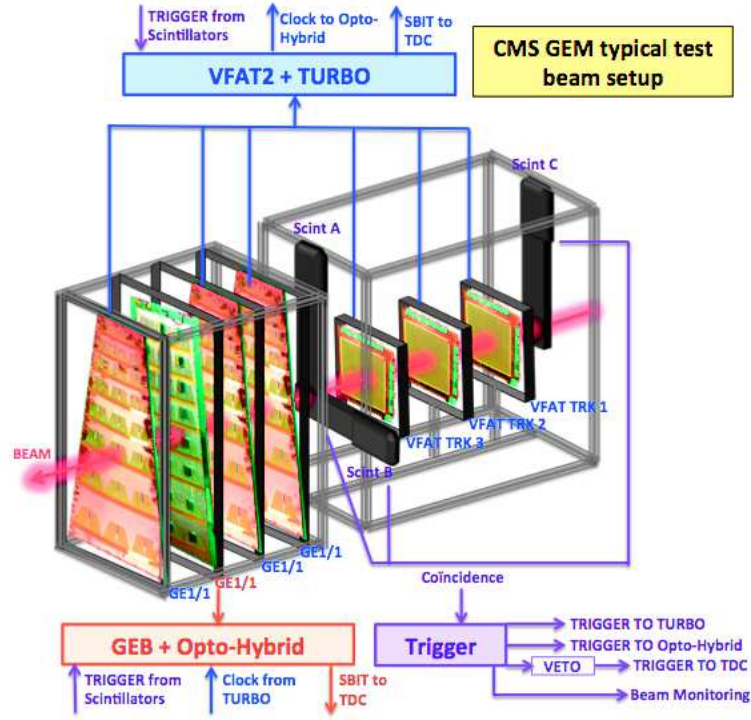 TRIGGER from
Scintillators
Clock to Opto-
Hybrid
SBIT to
TDC
CMS GEM typical test
beam setup
VFAT2 + TURBO
Scint C
Scint A
VFAT TRK 1
VFAT TRK 2
VFAT TRK 3
BEAM
Scint B
GE1/1
GE1/1
GE1/1
GE1/1
Coïncidence
GEB + Opto-Hybrid
Trigger
TRIGGER TO TURBO
TRIGGER TO Opto-Hybrid
VETO
TRIGGER TO TDC
Beam Monitoring
TRIGGER from
Scintillators
Clock from
TURBO
SBIT to
TDC